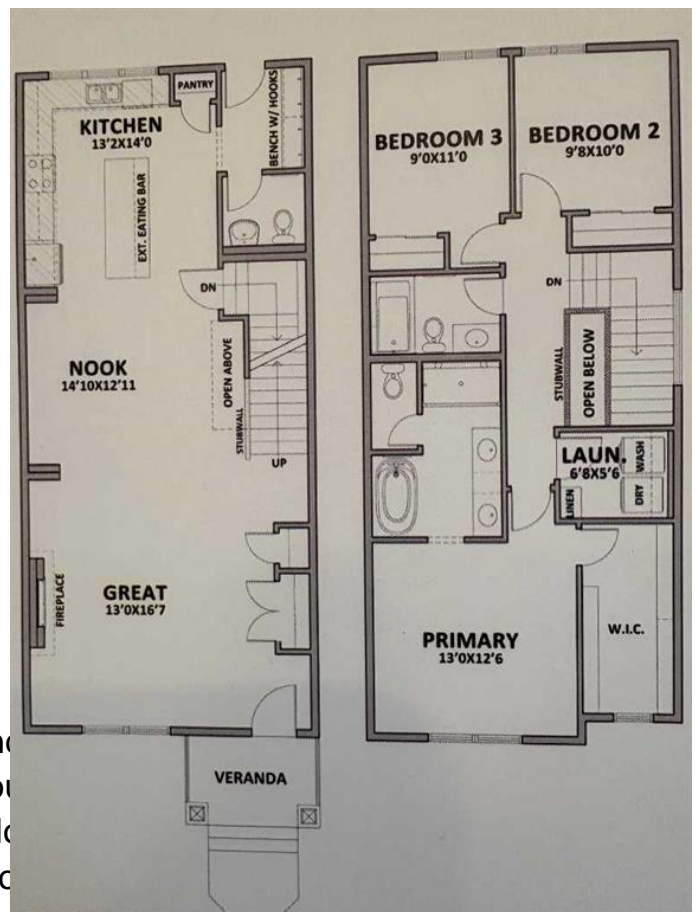 KITCHEN
13'2X14'0
PANTRY
BENCH W/ HOOKS
EXT. EATING BAR
DN
NOOK
14'10X12'11
OPEN ABOVE
STUBWALL
UP
FIREPLACE
GREAT
13'0X16'7
VERANDA
BEDROOM 3
9'0X11'0
BEDROOM 2
9'8X10'0
DN
STUBWALL
OPEN BELOW
LAUN.
6'8X5'6
WASH
DRY
LINEN
PRIMARY
13'0X12'6
W.I.C.